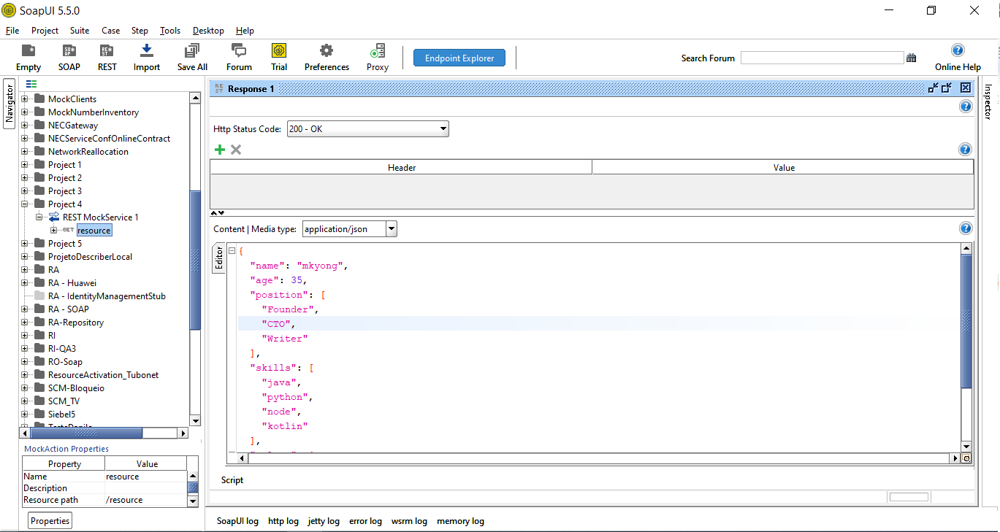 SoapUI 5.5.0
File Project Suite Case Step Tools Desktop Help
Empty SOAP REST Import Save All Forum Trial Preferences Proxy Endpoint Explorer Search Forum Online Help
Navigator
MockClients
MockNumberInventory
NECGateway
NECServiceConfOnlineContract
NetworkReallocation
Project 1
Project 2
Project 3
Project 4
REST MockService 1
GET resource
Project 5
ProjetoDescriberLocal
RA
RA - Huawei
RA - IdentityManagementStub
RA - SOAP
RA-Repository
RI
RI-QA3
RO-Soap
ResourceActivation_Tubonet
SCM-Bloqueio
SCM_TV
Siebel5
MockAction Properties
Property Value
Name resource
Description
Resource path /resource
Properties
REST Response 1
Http Status Code: 200 - OK
Header Value
Content | Media type: application/json
Editor
{
"name": "mkyong",
"age": 35,
"position": [
"Founder",
"CTO",
"Writer"
],
"skills": [
"java",
"python",
"node",
"kotlin"
],
Script
SoapUI log http log jetty log error log wsrm log memory log
Inspector